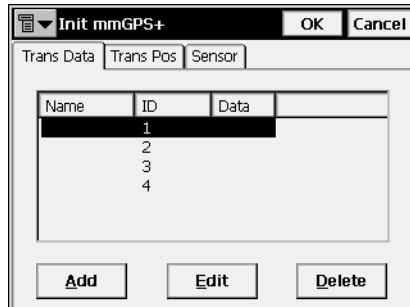 Init mmGPS+ OK Cancel
Trans Data Trans Pos Sensor
Name ID Data
1
2
3
4
Add Edit Delete